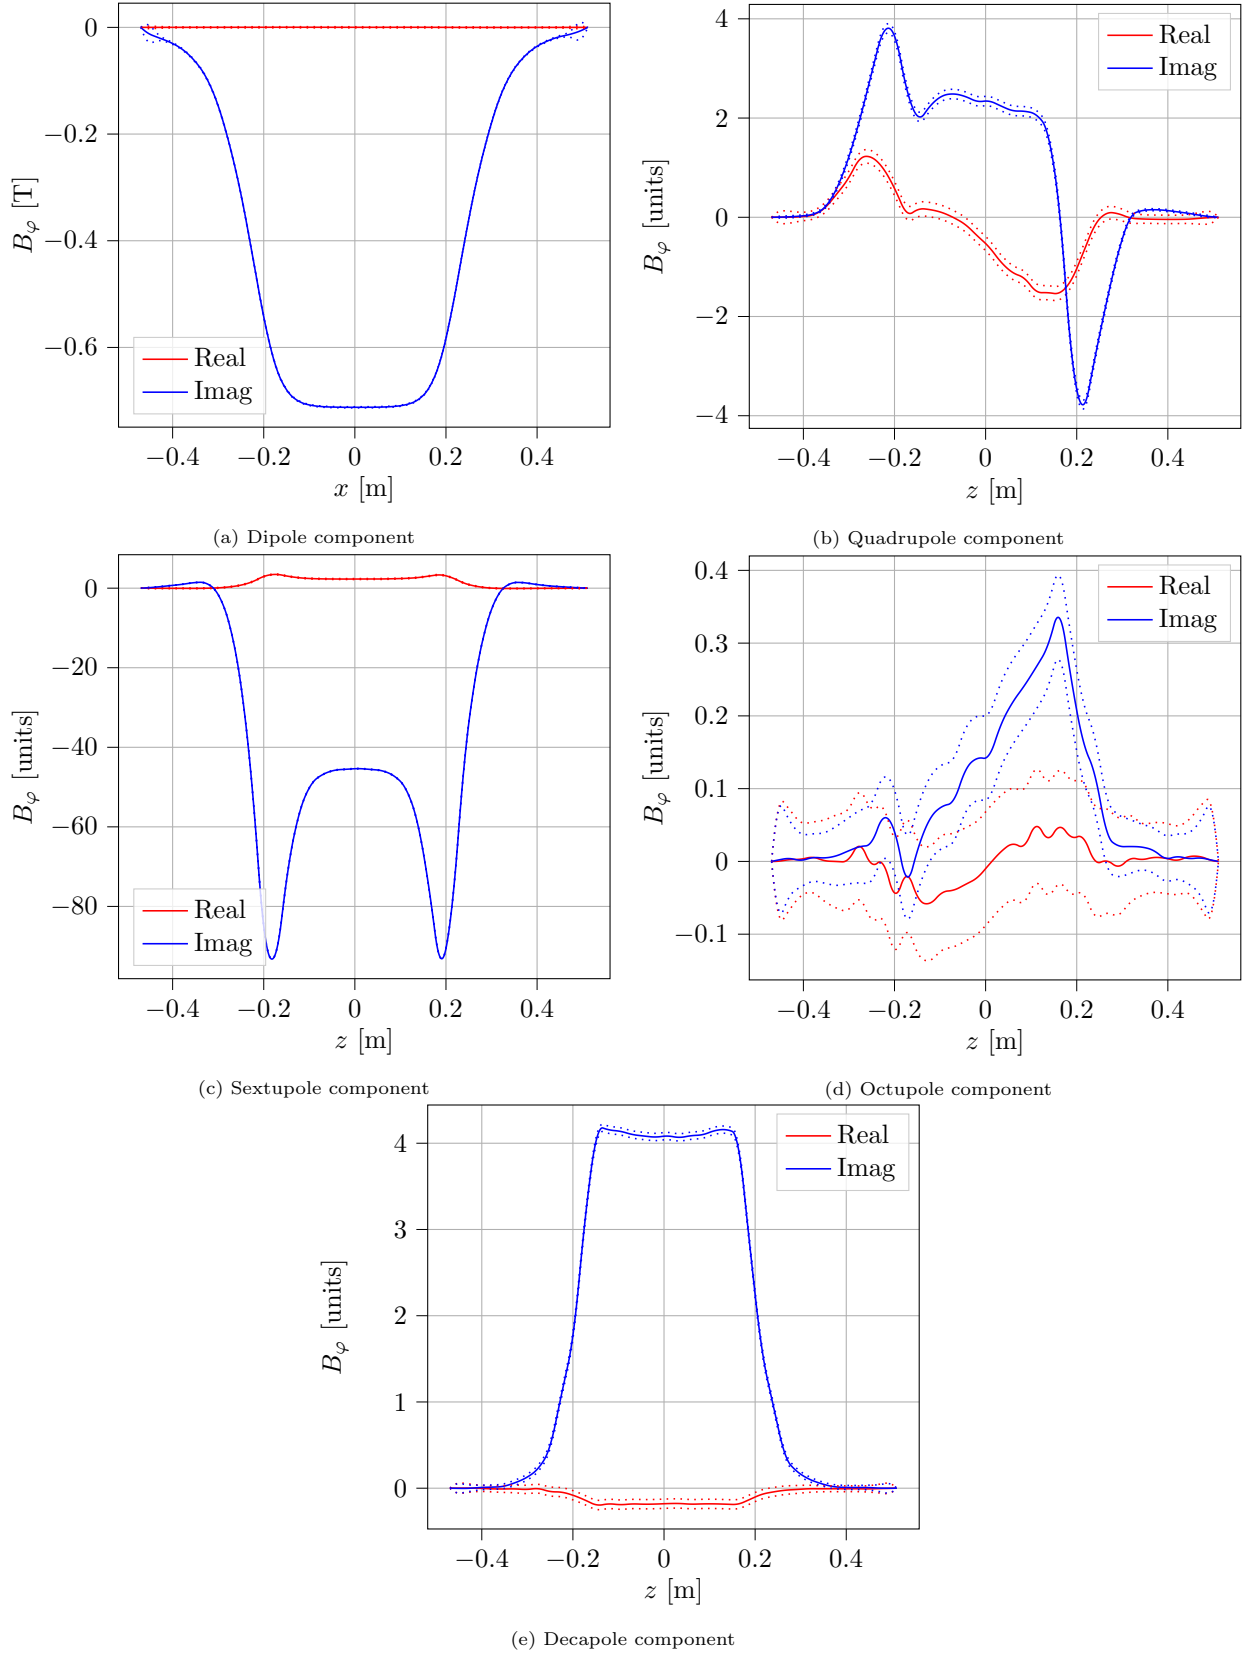 0
−0.2
−0.4
−0.6
B_φ [T]
Real
Imag
−0.4 −0.2 0 0.2 0.4
x [m]
(a) Dipole component
4
2
0
−2
−4
B_φ [units]
Real
Imag
−0.4 −0.2 0 0.2 0.4
z [m]
(b) Quadrupole component
0
−20
−40
−60
−80
B_φ [units]
Real
Imag
−0.4 −0.2 0 0.2 0.4
z [m]
(c) Sextupole component
0.4
0.3
0.2
0.1
0
−0.1
B_φ [units]
Real
Imag
−0.4 −0.2 0 0.2 0.4
z [m]
(d) Octupole component
4
3
2
1
0
B_φ [units]
Real
Imag
−0.4 −0.2 0 0.2 0.4
z [m]
(e) Decapole component